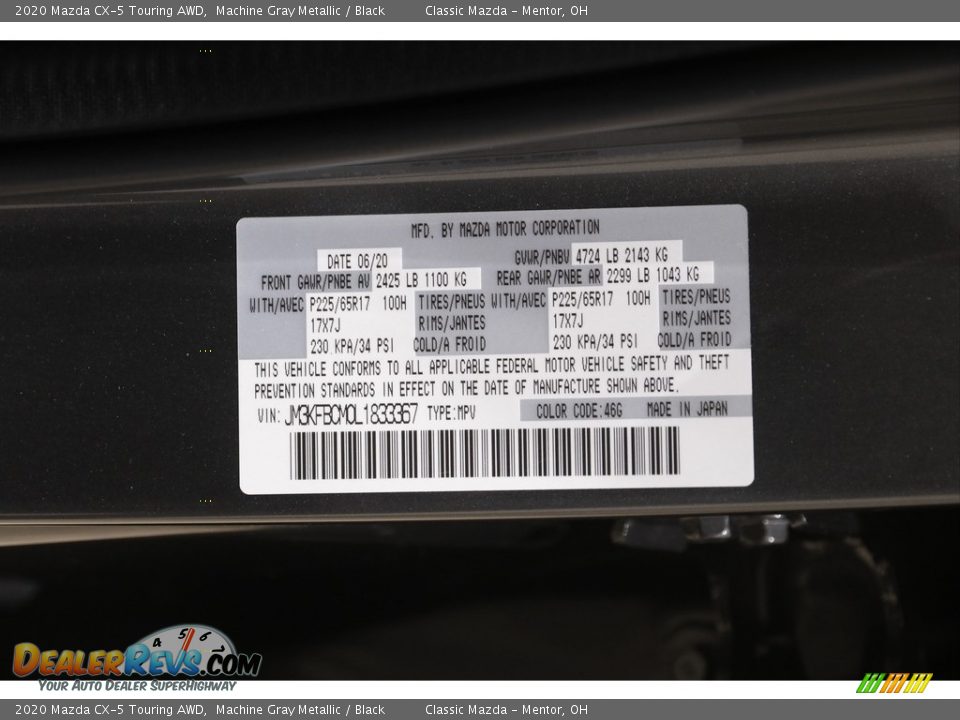 2020 Mazda CX-5 Touring AWD, Machine Gray Metallic / Black Classic Mazda - Mentor, OH
MFD. BY MAZDA MOTOR CORPORATION
DATE 06/20 GVWR/PNBV 4724 LB 2143 KG
FRONT GAWR/PNBE AV 2425 LB 1100 KG REAR GAWR/PNBE AR 2299 LB 1043 KG
WITH/AVEC P225/65R17 100H TIRES/PNEUS WITH/AVEC P225/65R17 100H TIRES/PNEUS
17X7J RIMS/JANTES 17X7J RIMS/JANTES
230 KPA/34 PSI COLD/A FROID 230 KPA/34 PSI COLD/A FROID
THIS VEHICLE CONFORMS TO ALL APPLICABLE FEDERAL MOTOR VEHICLE SAFETY AND THEFT
PREVENTION STANDARDS IN EFFECT ON THE DATE OF MANUFACTURE SHOWN ABOVE.
VIN: JM3KFBCM0L1833367 TYPE:MPV COLOR CODE:46G MADE IN JAPAN
4 5 6
DEALERREVS.COM
YOUR AUTO DEALER SUPERHIGHWAY
2020 Mazda CX-5 Touring AWD, Machine Gray Metallic / Black Classic Mazda - Mentor, OH